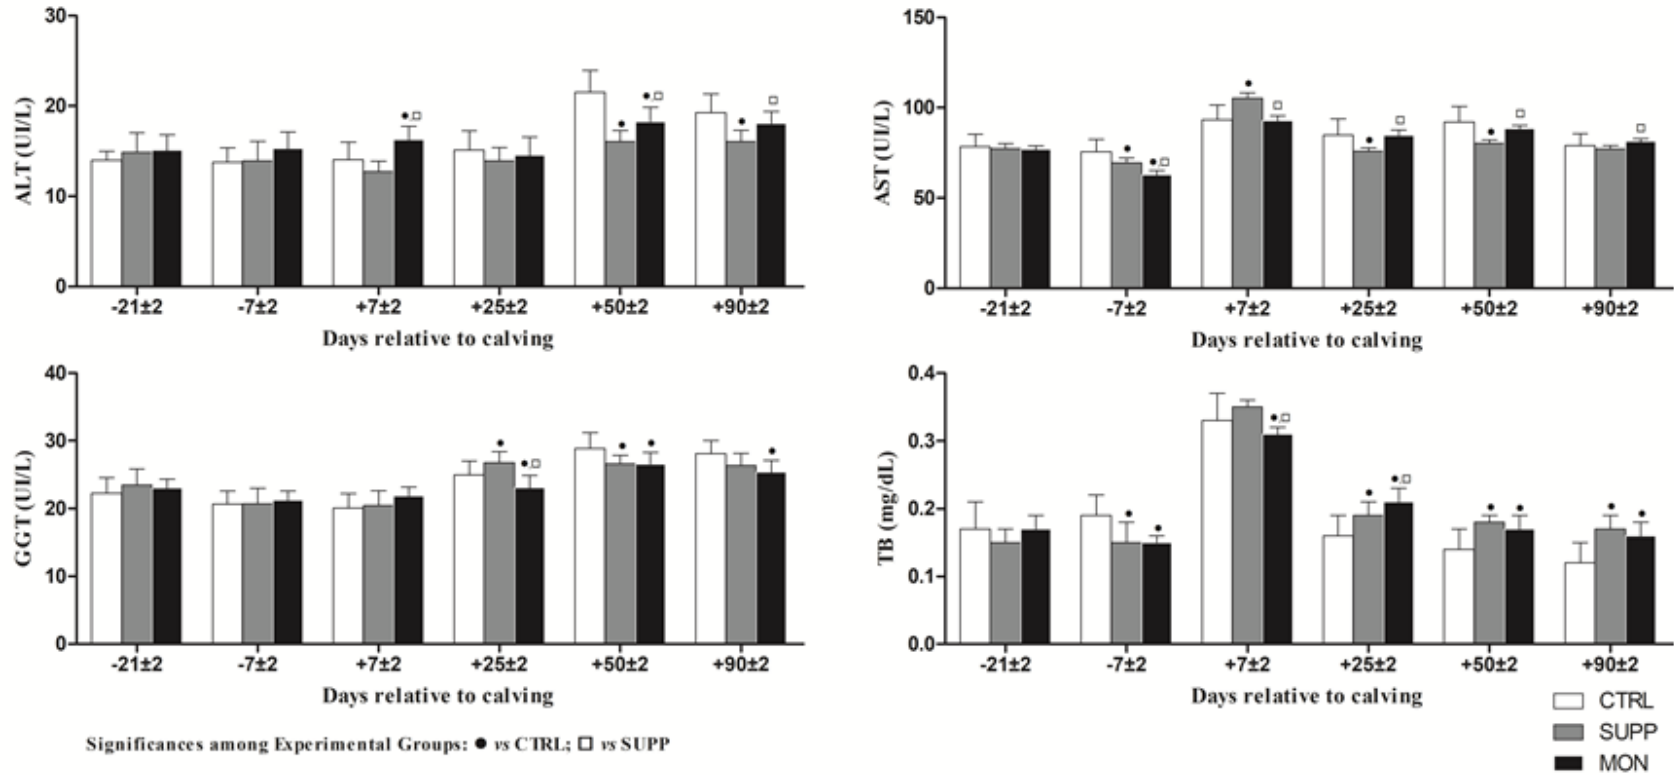 30
20
10
0
ALT (UI/L)
-21±2 -7±2 +7±2 +25±2 +50±2 +90±2
Days relative to calving
150
100
50
0
AST (UI/L)
-21±2 -7±2 +7±2 +25±2 +50±2 +90±2
Days relative to calving
40
30
20
10
0
GGT (UI/L)
-21±2 -7±2 +7±2 +25±2 +50±2 +90±2
Days relative to calving
0.4
0.3
0.2
0.1
0.0
TB (mg/dL)
-21±2 -7±2 +7±2 +25±2 +50±2 +90±2
Days relative to calving
CTRL
SUPP
MON
Significances among Experimental Groups: ● vs CTRL; □ vs SUPP